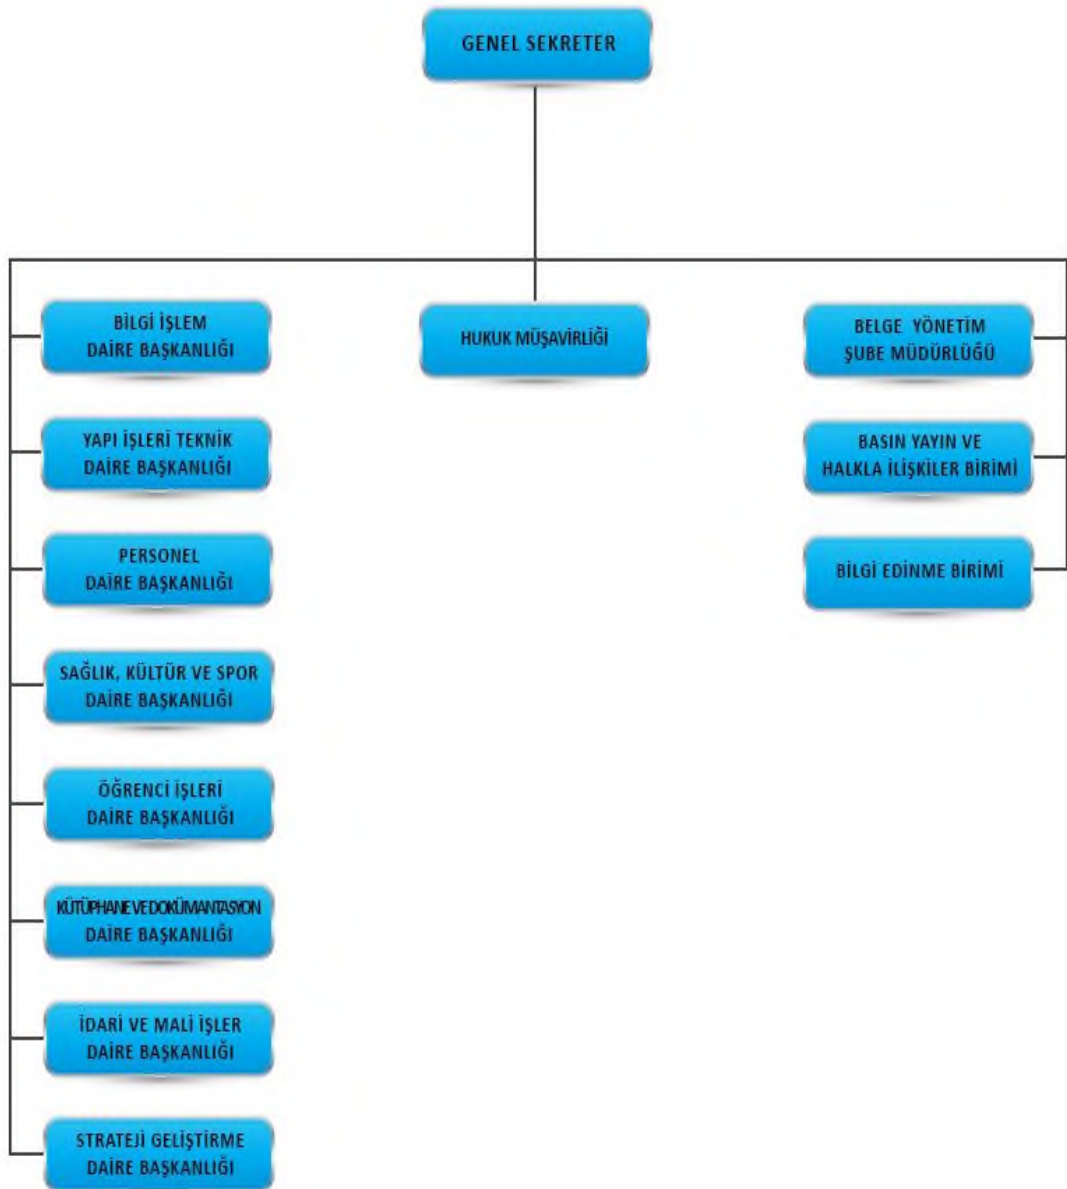 GENEL SEKRETER
BİLGİ İŞLEM
DAİRE BAŞKANLIĞI
YAPI İŞLERİ TEKNİK
DAİRE BAŞKANLIĞI
PERSONEL
DAİRE BAŞKANLIĞI
SAĞLIK, KÜLTÜR VE SPOR
DAİRE BAŞKANLIĞI
ÖĞRENCİ İŞLERİ
DAİRE BAŞKANLIĞI
KÜTÜPHANE VE DOKÜMANTASYON
DAİRE BAŞKANLIĞI
İDARİ VE MALİ İŞLER
DAİRE BAŞKANLIĞI
STRATEJİ GELİŞTİRME
DAİRE BAŞKANLIĞI
HUKUK MÜŞAVİRLİĞİ
BELGE YÖNETİM
ŞUBE MÜDÜRLÜĞÜ
BASIN YAYIN VE
HALKLA İLİŞKİLER BİRİMİ
BİLGİ EDİNME BİRİMİ